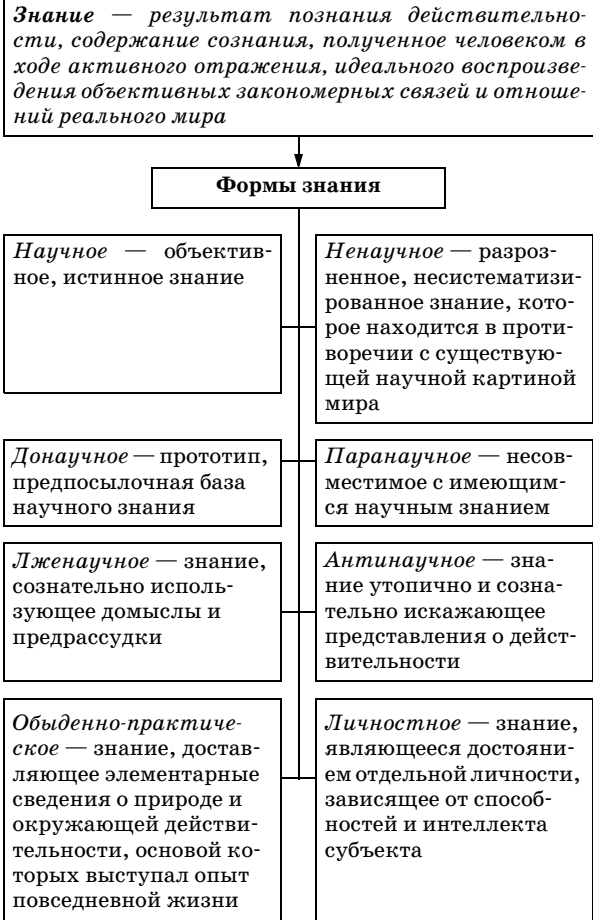 Знание — результат познания действительно-
сти, содержание сознания, полученное человеком в
ходе активного отражения, идеального воспроизве-
дения объективных закономерных связей и отноше-
ний реального мира
Формы знания
Научное — объектив-
ное, истинное знание
Ненаучное — разроз-
ненное, несистематизи-
рованное знание, кото-
рое находится в проти-
воречии с существую-
щей научной картиной
мира
Донаучное — прототип,
предпосылочная база
научного знания
Паранаучное — несов-
местимое с имеющим-
ся научным знанием
Лженаучное — знание,
сознательно исполь-
зующее домыслы и
предрассудки
Антинаучное — зна-
ние утопично и созна-
тельно искажающее
представления о дейст-
вительности
Обыденно-практиче-
ское — знание, достав-
ляющее элементарные
сведения о природе и
окружающей действи-
тельности, основой ко-
торых выступал опыт
повседневной жизни
Личностное — знание,
являющееся достояни-
ем отдельной личности,
зависящее от способ-
ностей и интеллекта
субъекта